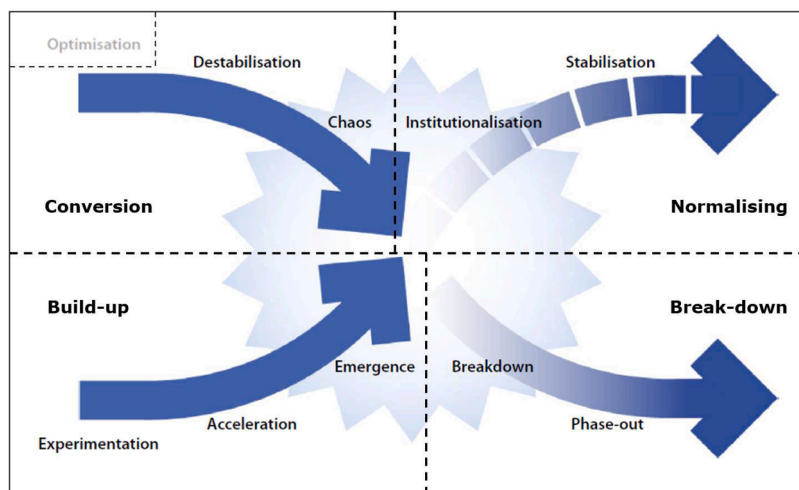 Optimisation
Destabilisation
Stabilisation
Chaos
Institutionalisation
Conversion
Normalising
Build-up
Break-down
Emergence
Breakdown
Experimentation
Acceleration
Phase-out